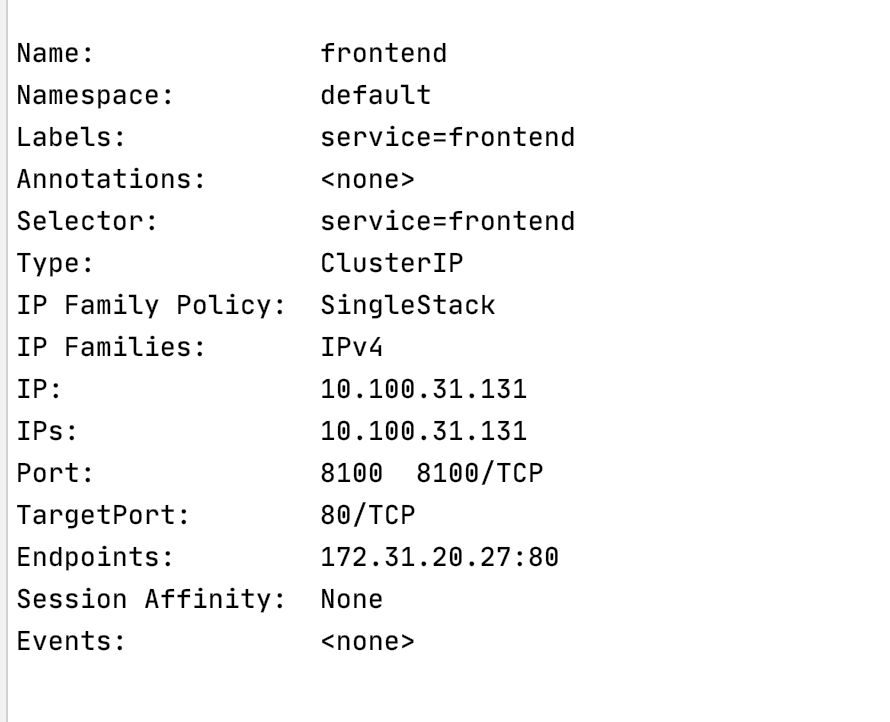 Name:              frontend
Namespace:         default
Labels:            service=frontend
Annotations:       <none>
Selector:          service=frontend
Type:              ClusterIP
IP Family Policy:  SingleStack
IP Families:       IPv4
IP:                10.100.31.131
IPs:               10.100.31.131
Port:              8100  8100/TCP
TargetPort:        80/TCP
Endpoints:         172.31.20.27:80
Session Affinity:  None
Events:            <none>